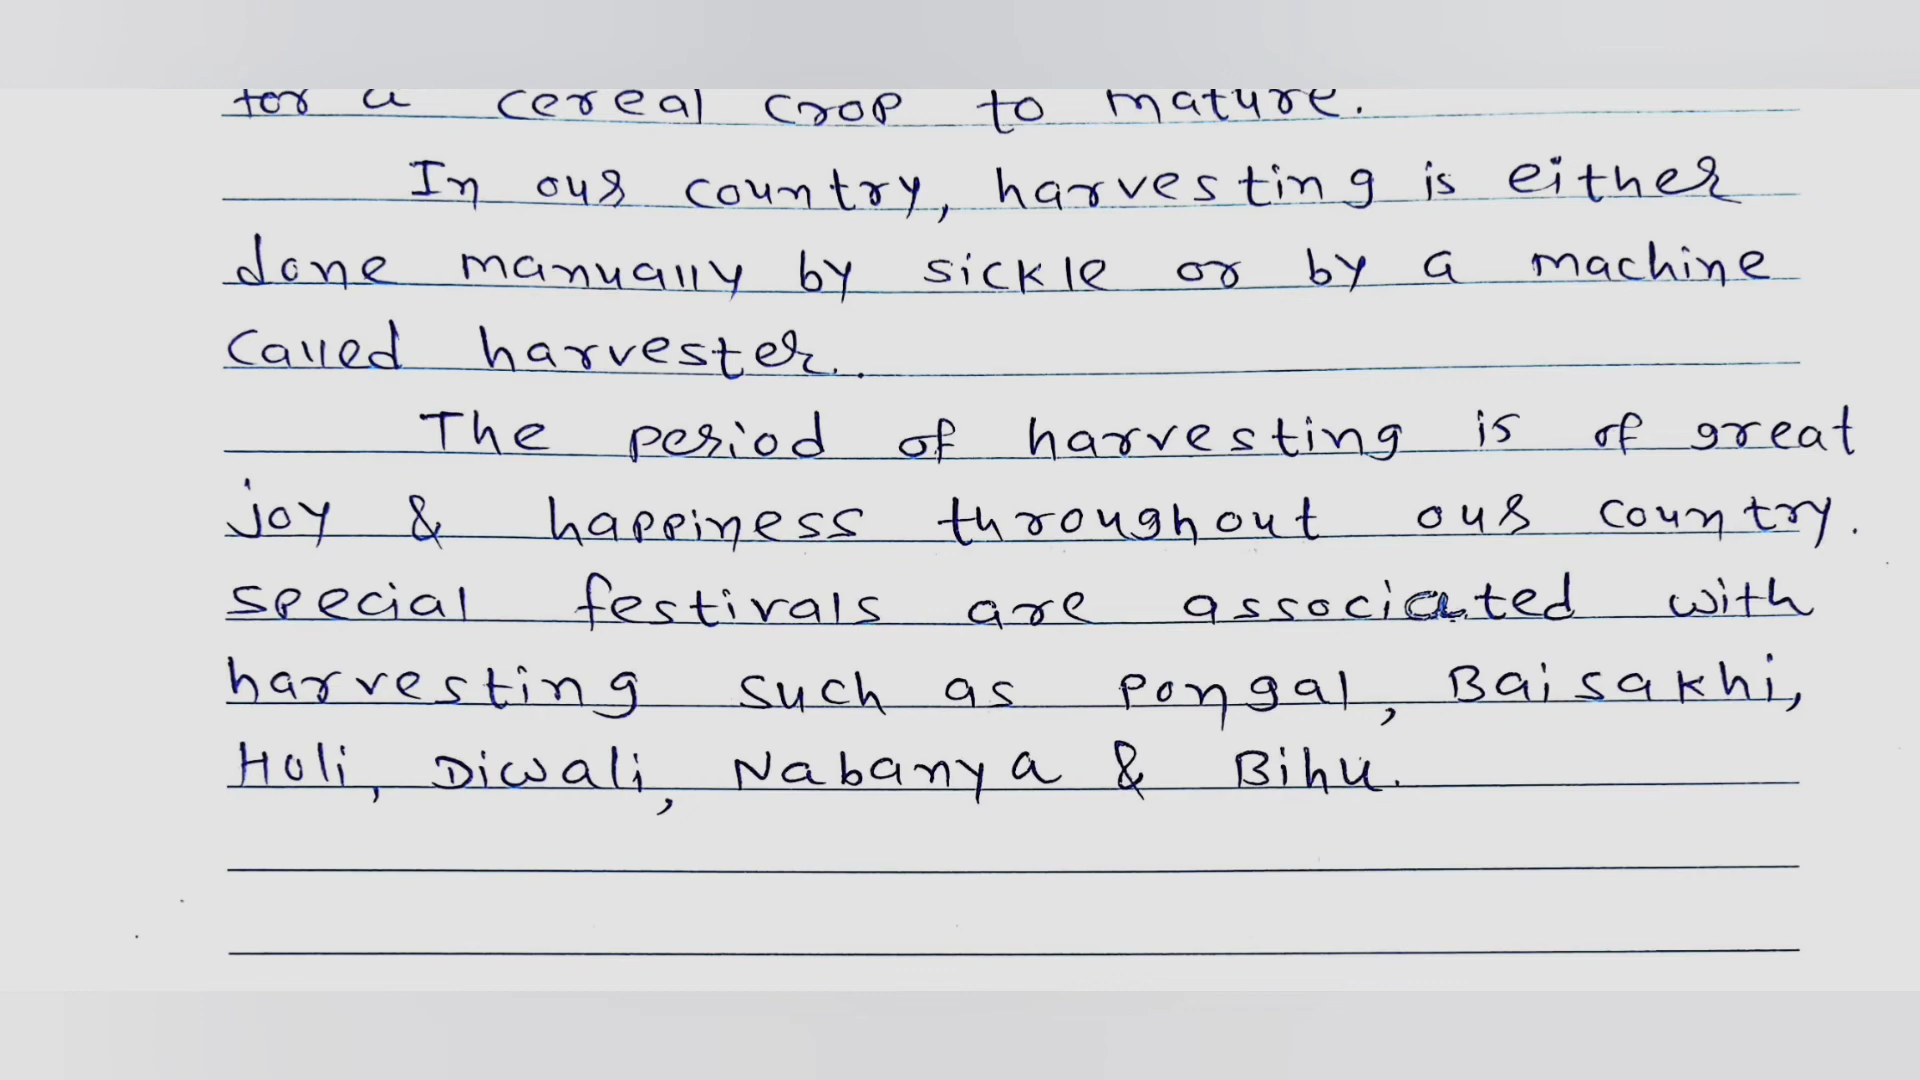 for a cereal crop to mature.
In our country, harvesting is either
done manually by sickle or by a machine
called harvester..
The period of harvesting is of great
joy & happiness throughout our country.
special festivals are associated with
harvesting such as pongal, Baisakhi,
Holi, Diwali, Nabanya & Bihu.